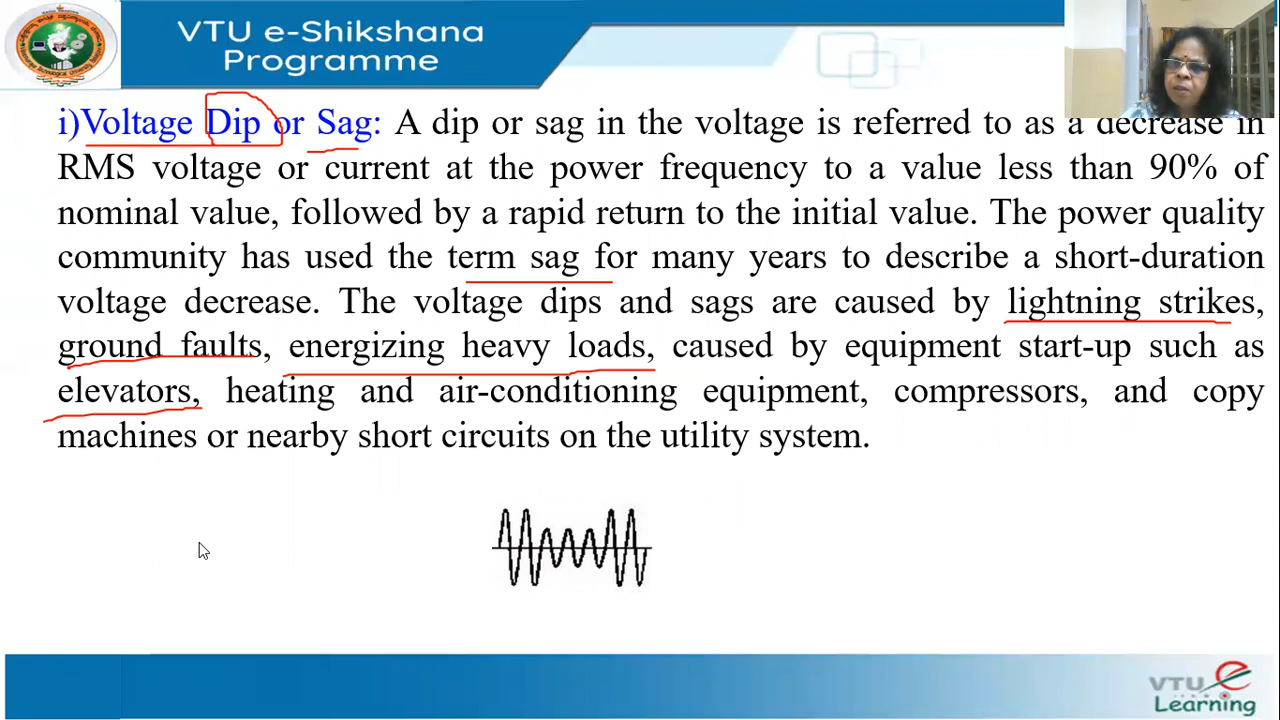 VTU e-Shikshana
Programme
i)Voltage Dip or Sag: A dip or sag in the voltage is referred to as a decrease in
RMS voltage or current at the power frequency to a value less than 90% of
nominal value, followed by a rapid return to the initial value. The power quality
community has used the term sag for many years to describe a short-duration
voltage decrease. The voltage dips and sags are caused by lightning strikes,
ground faults, energizing heavy loads, caused by equipment start-up such as
elevators, heating and air-conditioning equipment, compressors, and copy
machines or nearby short circuits on the utility system.
VTU e
Learning